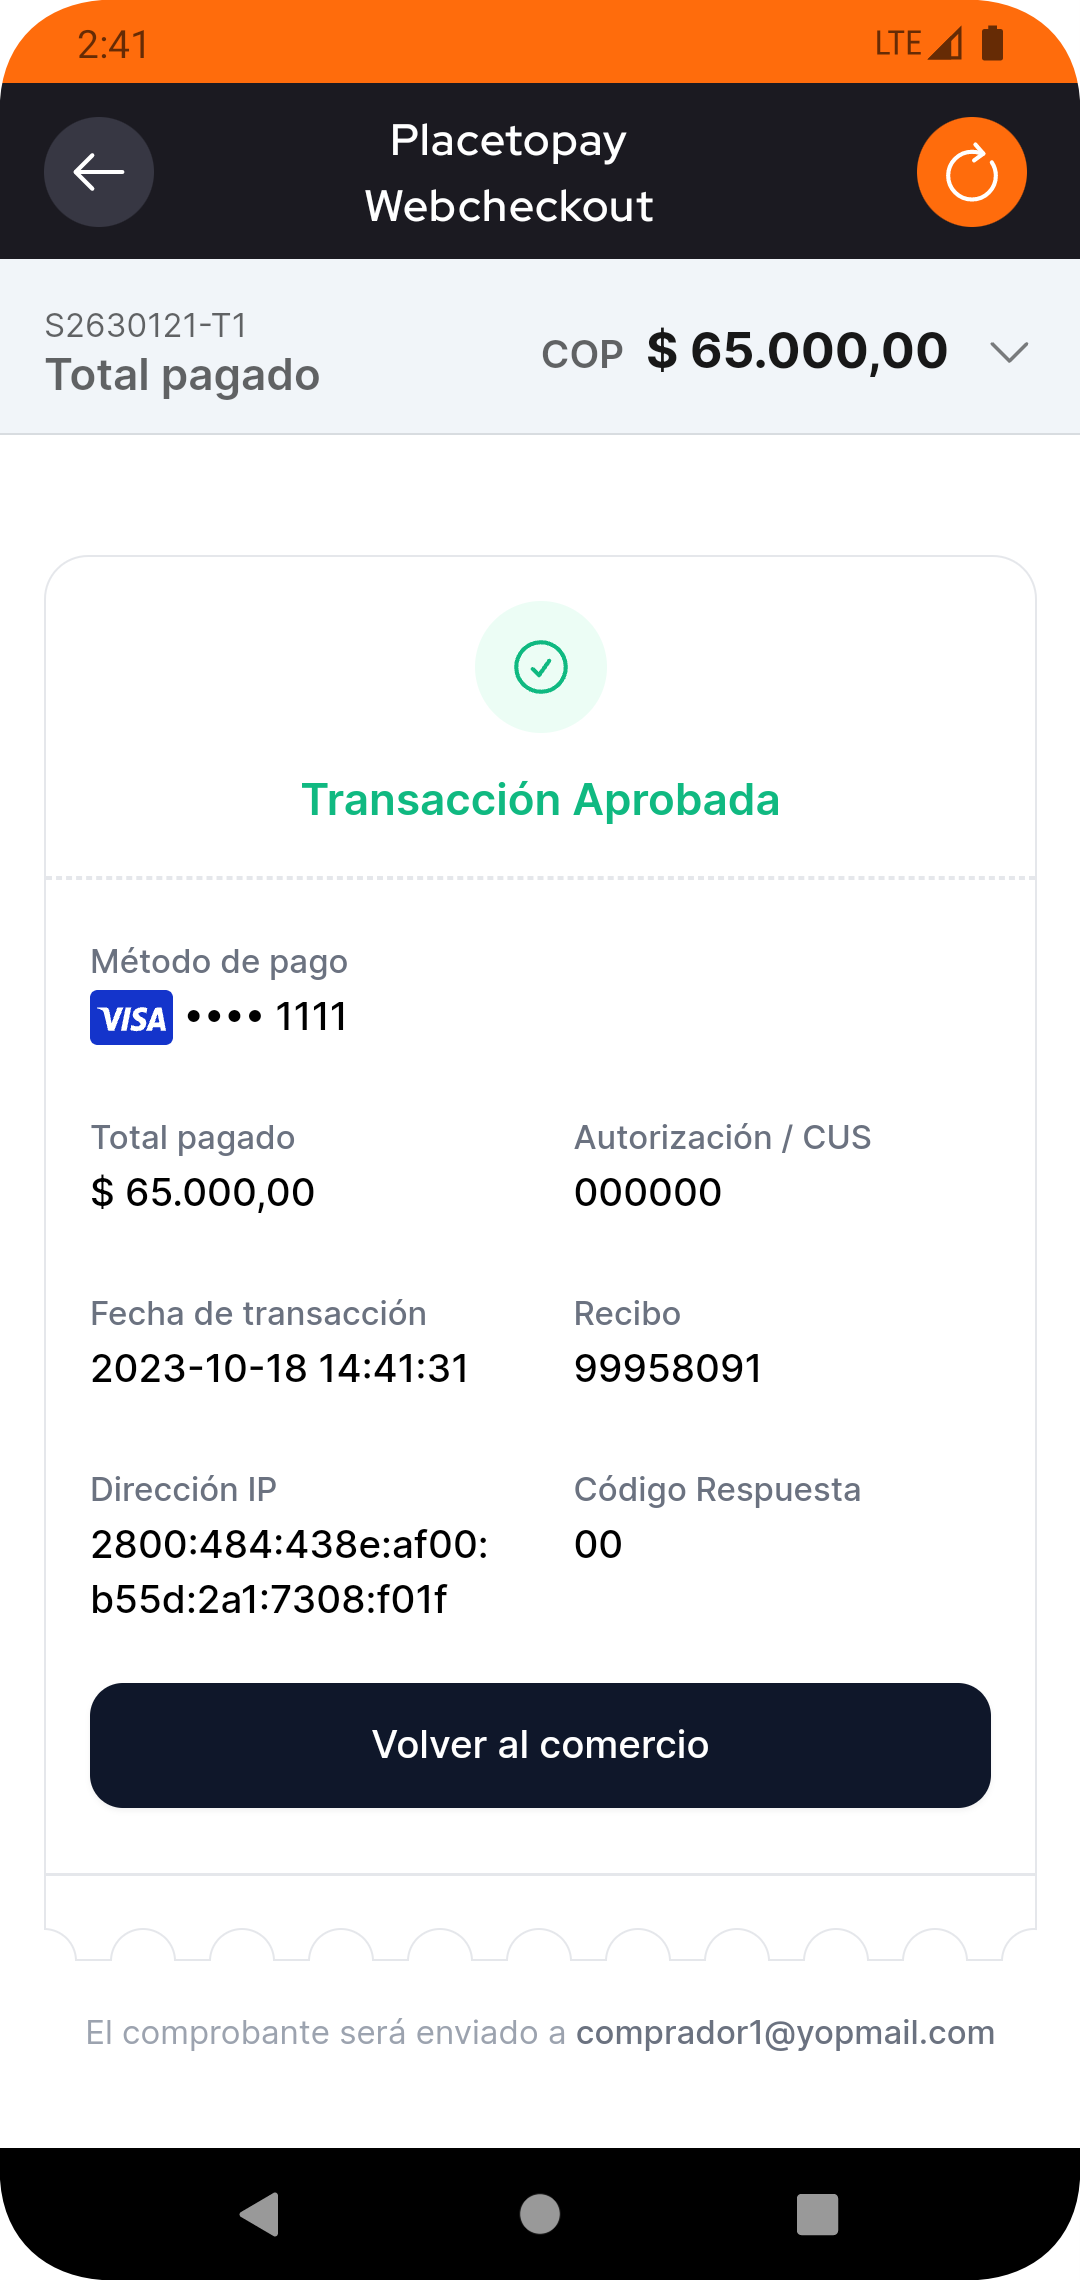 2:41
LTE
Placetopay
Webcheckout
S2630121-T1
Total pagado
COP $ 65.000,00
Transacción Aprobada
Método de pago
VISA •••• 1111
Total pagado
$ 65.000,00
Autorización / CUS
000000
Fecha de transacción
2023-10-18 14:41:31
Recibo
99958091
Dirección IP
2800:484:438e:af00:
b55d:2a1:7308:f01f
Código Respuesta
00
Volver al comercio
El comprobante será enviado a comprador1@yopmail.com